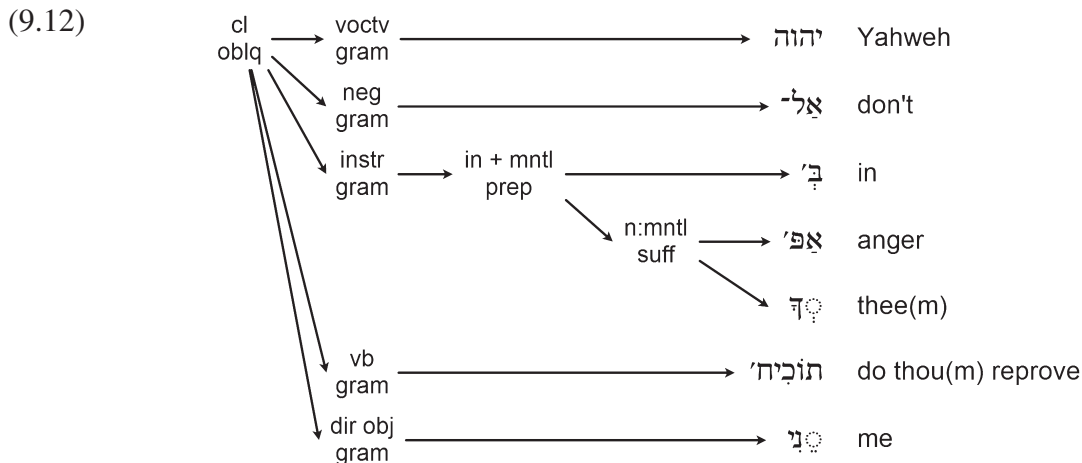 (9.12)
cl
oblq
voctv
gram
יהוה Yahweh
neg
gram
אַל־ don't
instr
gram
in + mntl
prep
בְּ׳ in
n:mntl
suff
אַפּ׳ anger
◌ְךָ thee(m)
vb
gram
תוֹכִיח׳ do thou(m) reprove
dir obj
gram
◌ֵנִי me